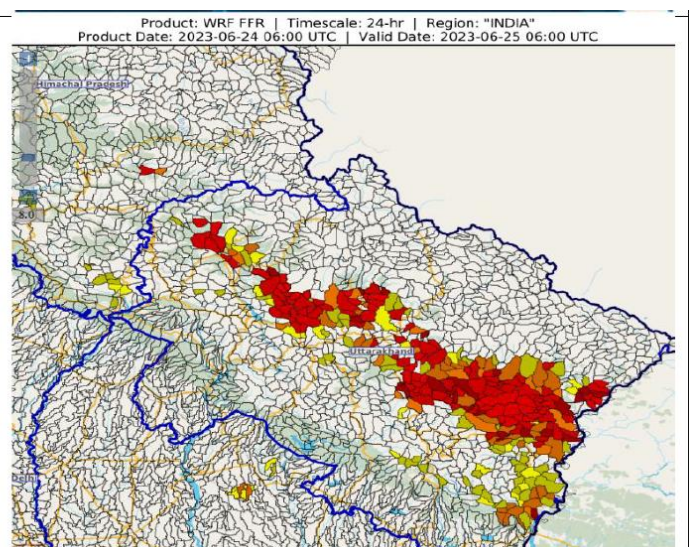 Product: WRF FFR | Timescale: 24-hr | Region: "INDIA"
Product Date: 2023-06-24 06:00 UTC | Valid Date: 2023-06-25 06:00 UTC
Himachal Pradesh
8.0
Uttarakhand